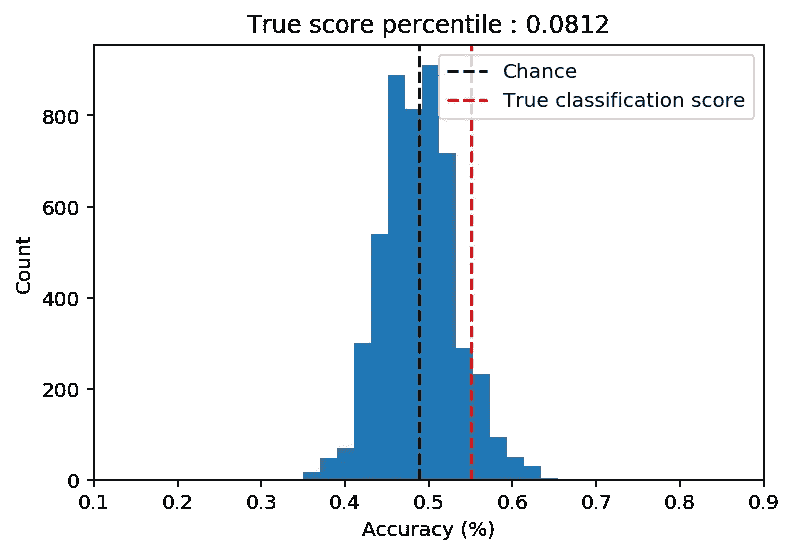 True score percentile : 0.0812
Chance
True classification score
800
600
400
200
0
Count
0.1 0.2 0.3 0.4 0.5 0.6 0.7 0.8 0.9
Accuracy (%)